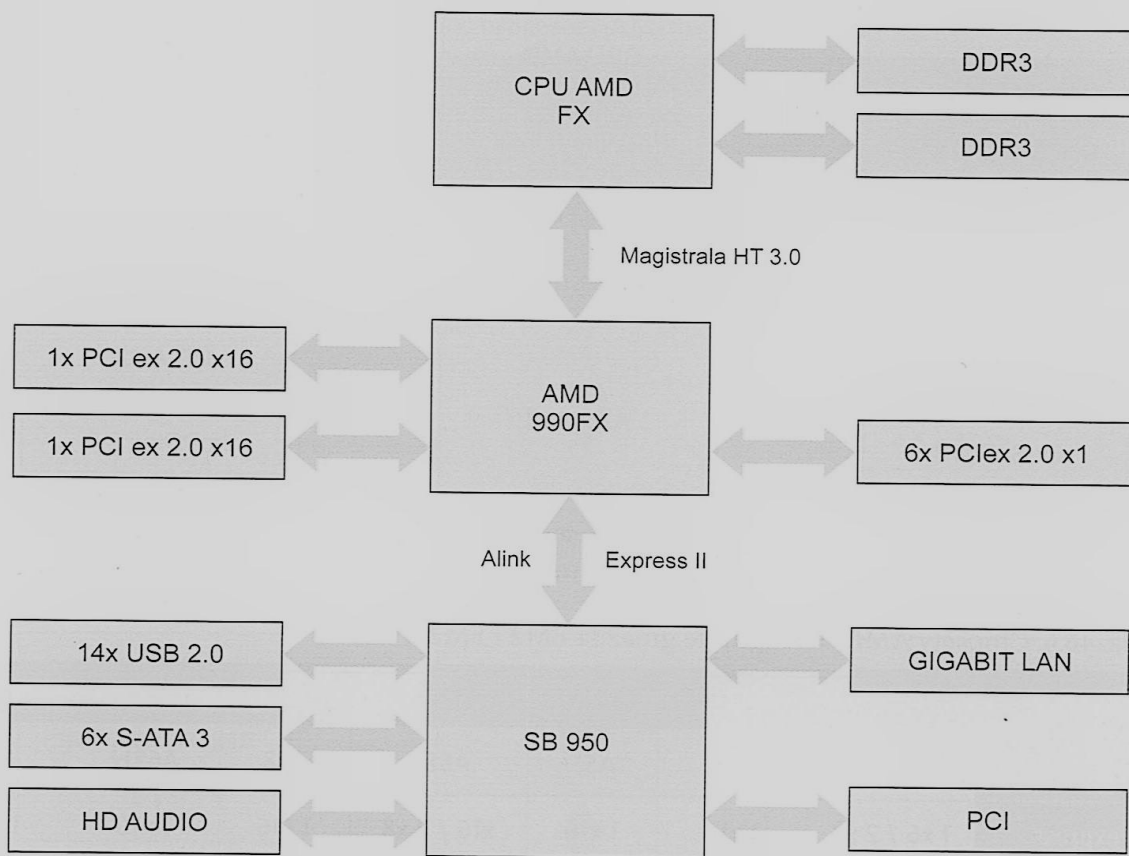 CPU AMD
FX
DDR3
DDR3
Magistrala HT 3.0
1x PCI ex 2.0 x16
1x PCI ex 2.0 x16
AMD
990FX
6x PCIex 2.0 x1
Alink Express II
14x USB 2.0
6x S-ATA 3
HD AUDIO
SB 950
GIGABIT LAN
PCI